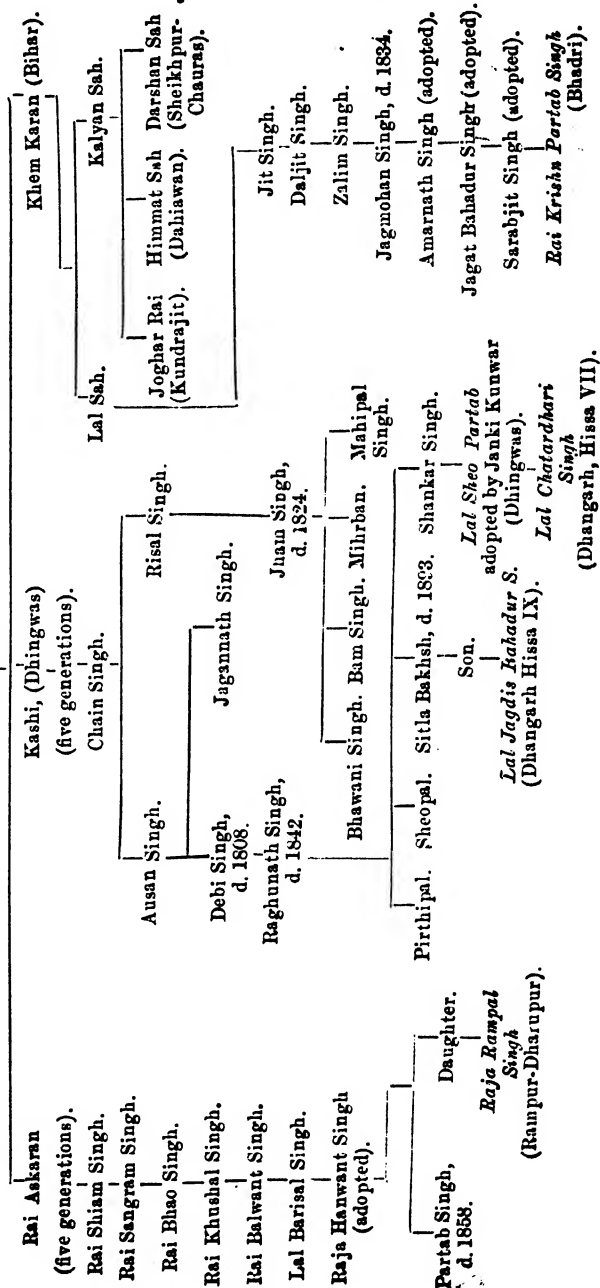 Rai Askaran
(five generations).
Rai Shiam Singh.
Rai Sangram Singh.
Rai Bhao Singh.
Rai Khushal Singh.
Rai Balwant Singh.
Lal Barisal Singh.
Raja Hanwant Singh
(adopted).
Partab Singh,
d. 1858.
Daughter.
Raja Rampal
Singh
(Rampur-Dharupur).
Kashi, (Dhingwas)
(five generations)
Chain Singh.
Ausan Singh.
Risal Singh.
Debi Singh,
d. 1808.
Jagannath Singh.
Raghunath Singh,
d. 1842.
Jham Singh,
d. 1824.
Bhawani Singh.
Bam Singh.
Mihrban.
Mahipal
Singh.
Pirthipal.
Sheopal.
Sitla Bakhsh, d. 1893.
Shankar Singh.
Son.
Lal Jagdis Bahadur S.
(Dhangarh Hissa IX).
Lal Sheo Partab
adopted by Janki Kunwar
(Dhingwas).
Lal Chatardhari
Singh
(Dhangarh, Hissa VII).
Khem Karan (Bihar).
Lal Sah.
Kalyan Sah.
Joghar Rai
(Kundrajit).
Himmat Sah
(Dahiawan).
Darshan Sah
(Sheikhpur-
Chauras).
Jit Singh.
Daljit Singh.
Zalim Singh.
Jagmohan Singh, d. 1834.
Amarnath Singh (adopted).
Jagat Bahadur Singh (adopted).
Sarabjit Singh (adopted).
Rai Krishn Partab Singh
(Bhadri).